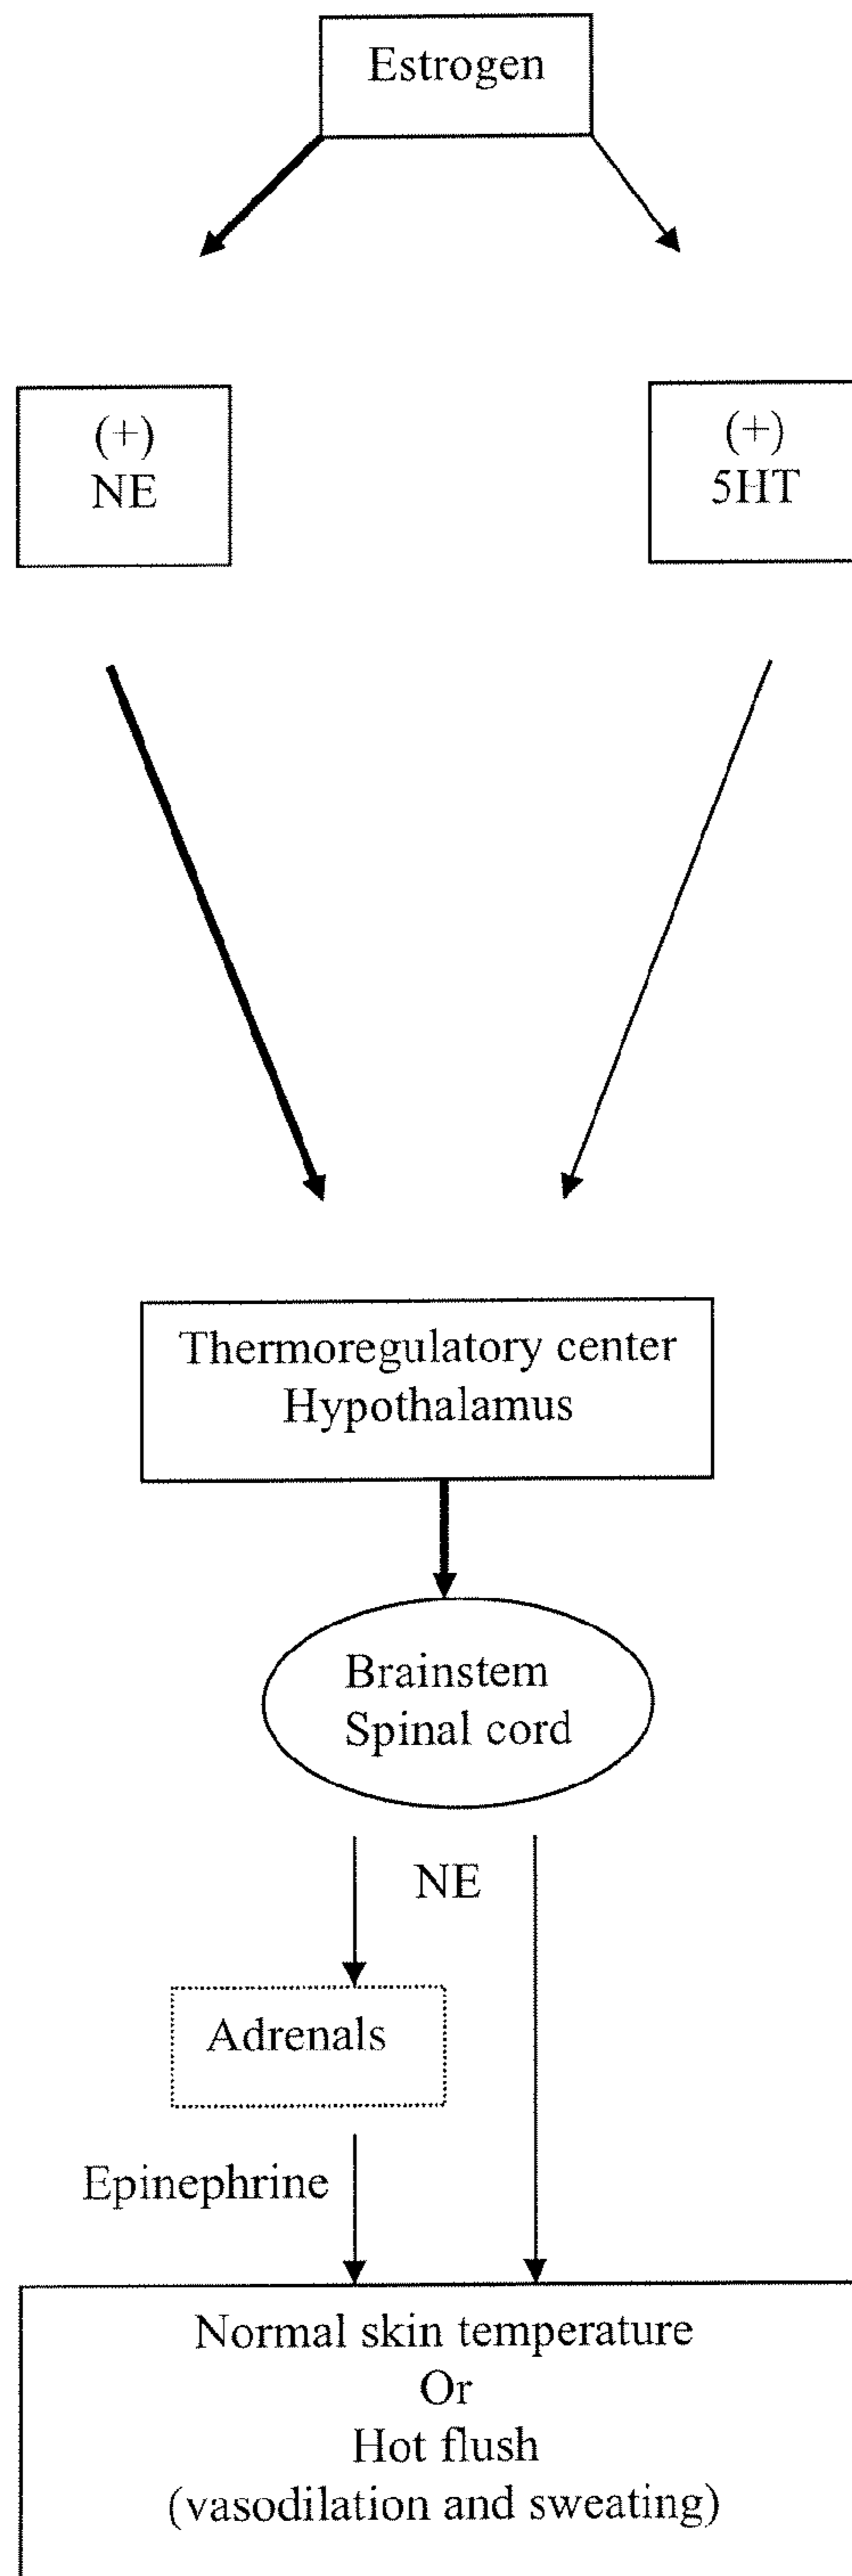 Estrogen
(+)
NE
(+)
5HT
Thermoregulatory center
Hypothalamus
Brainstem
Spinal cord
NE
Adrenals
Epinephrine
Normal skin temperature
Or
Hot flush
(vasodilation and sweating)